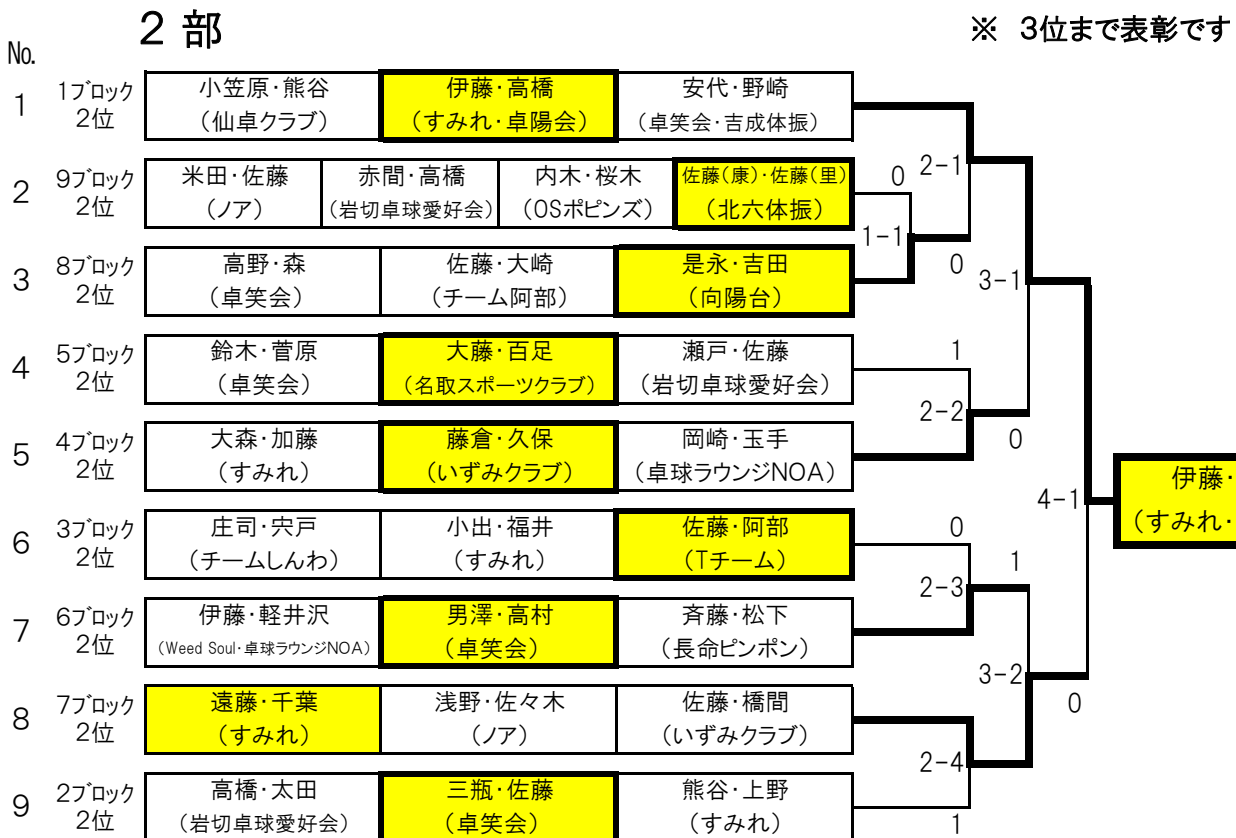 2 部
※ 3位まで表彰です
No.
1
1ブロック
2位
小笠原・熊谷
(仙卓クラブ)
伊藤・高橋
(すみれ・卓陽会)
安代・野崎
(卓笑会・吉成体振)
2
9ブロック
2位
米田・佐藤
(ノア)
赤間・高橋
(岩切卓球愛好会)
内木・桜木
(OSポピンズ)
佐藤(康)・佐藤(里)
(北六体振)
3
8ブロック
2位
高野・森
(卓笑会)
佐藤・大崎
(チーム阿部)
是永・吉田
(向陽台)
4
5ブロック
2位
鈴木・菅原
(卓笑会)
大藤・百足
(名取スポーツクラブ)
瀬戸・佐藤
(岩切卓球愛好会)
5
4ブロック
2位
大森・加藤
(すみれ)
藤倉・久保
(いずみクラブ)
岡崎・玉手
(卓球ラウンジNOA)
6
3ブロック
2位
庄司・宍戸
(チームしんわ)
小出・福井
(すみれ)
佐藤・阿部
(Tチーム)
7
6ブロック
2位
伊藤・軽井沢
(Weed Soul・卓球ラウンジNOA)
男澤・高村
(卓笑会)
斉藤・松下
(長命ピンポン)
8
7ブロック
2位
遠藤・千葉
(すみれ)
浅野・佐々木
(ノア)
佐藤・橋間
(いずみクラブ)
9
2ブロック
2位
高橋・太田
(岩切卓球愛好会)
三瓶・佐藤
(卓笑会)
熊谷・上野
(すみれ)
0
2-1
1-1
0
3-1
1
2-2
0
4-1
0
1
2-3
3-2
0
2-4
1
伊藤・
(すみれ・